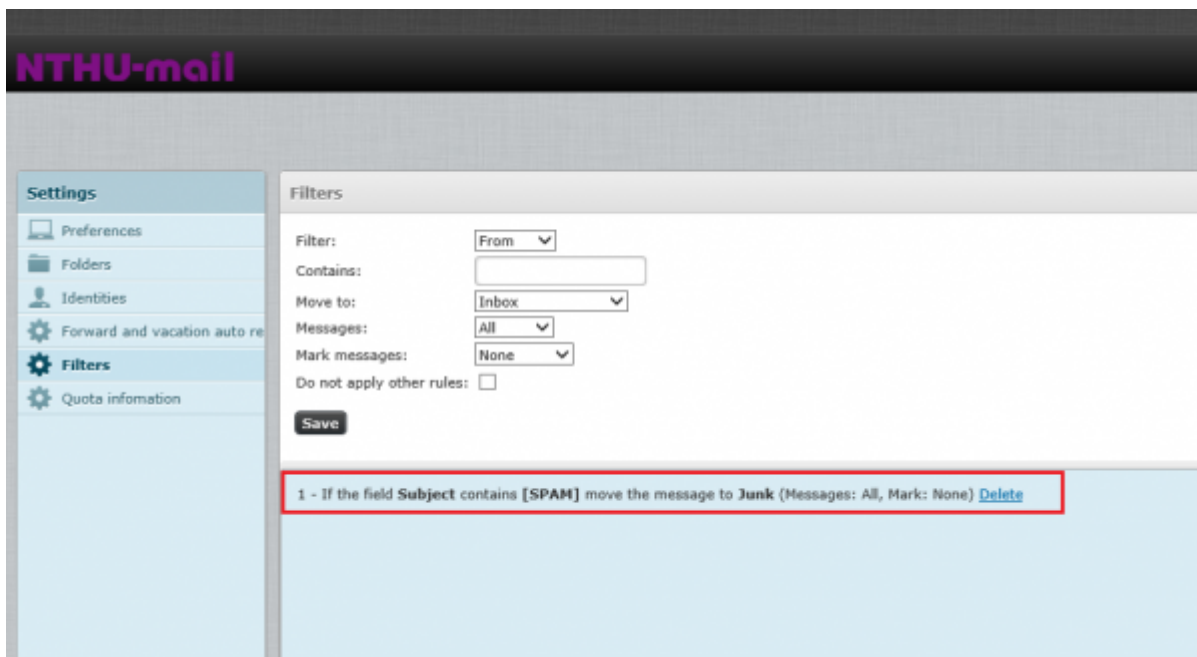 NTHU-mail
Settings
Preferences
Folders
Identities
Forward and vacation auto re
Filters
Quota infomation
Filters
Filter: From
Contains:
Move to: Inbox
Messages: All
Mark messages: None
Do not apply other rules:
Save
1 - If the field Subject contains [SPAM] move the message to Junk (Messages: All, Mark: None) Delete